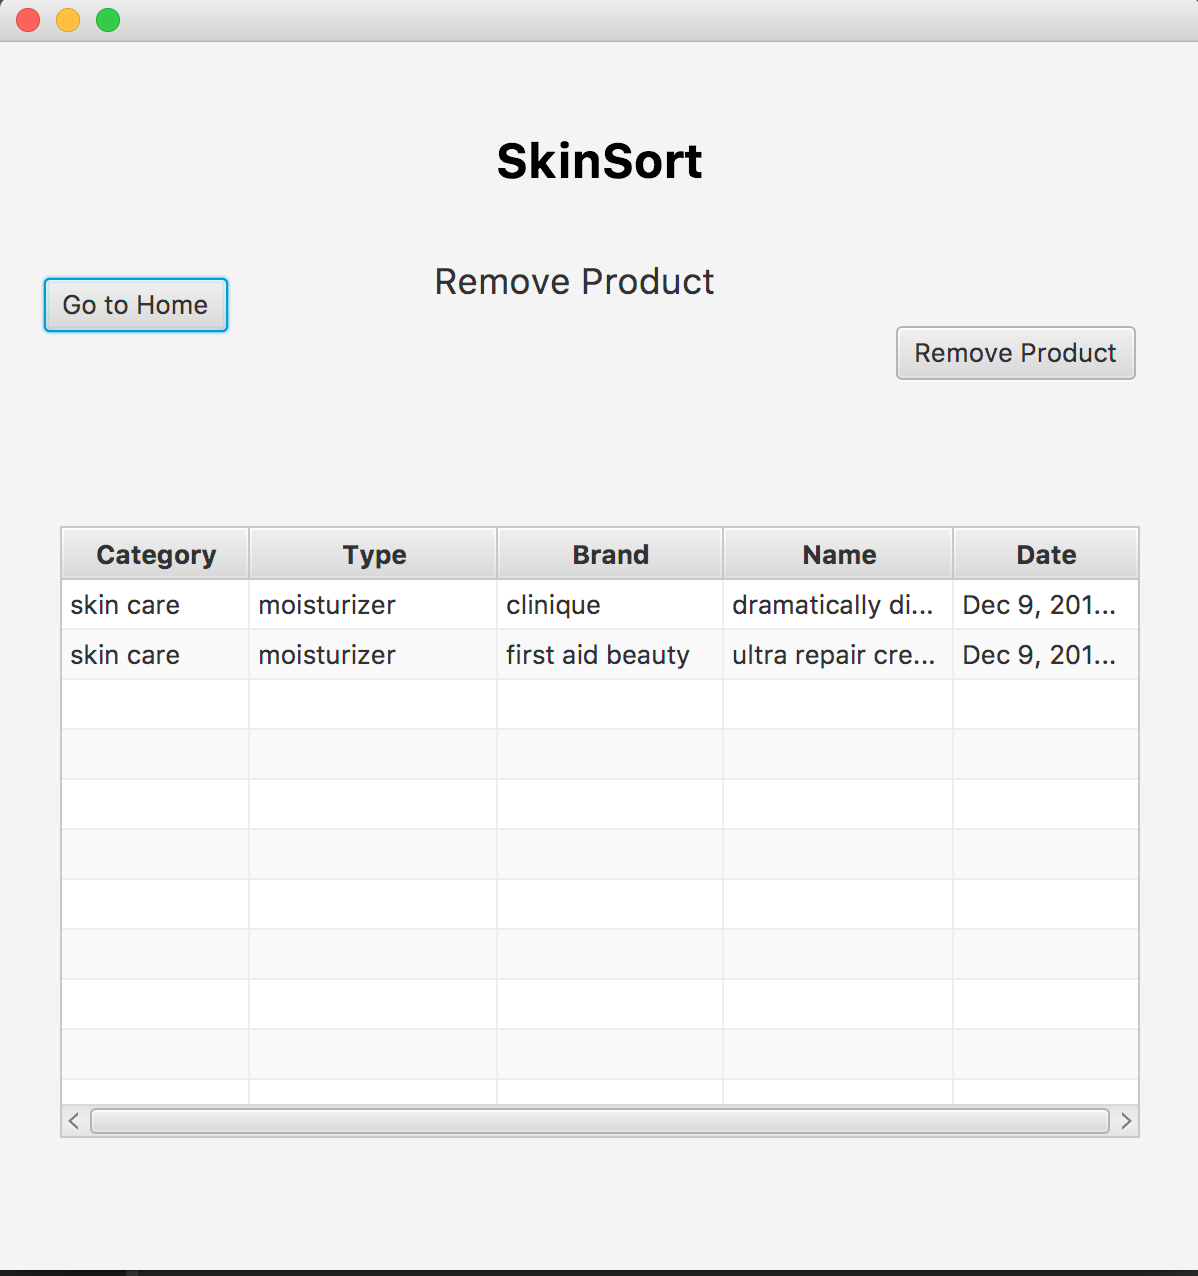 SkinSort
Remove Product
Go to Home
Remove Product
Category Type Brand Name Date
skin care moisturizer clinique dramatically di... Dec 9, 201...
skin care moisturizer first aid beauty ultra repair cre... Dec 9, 201...